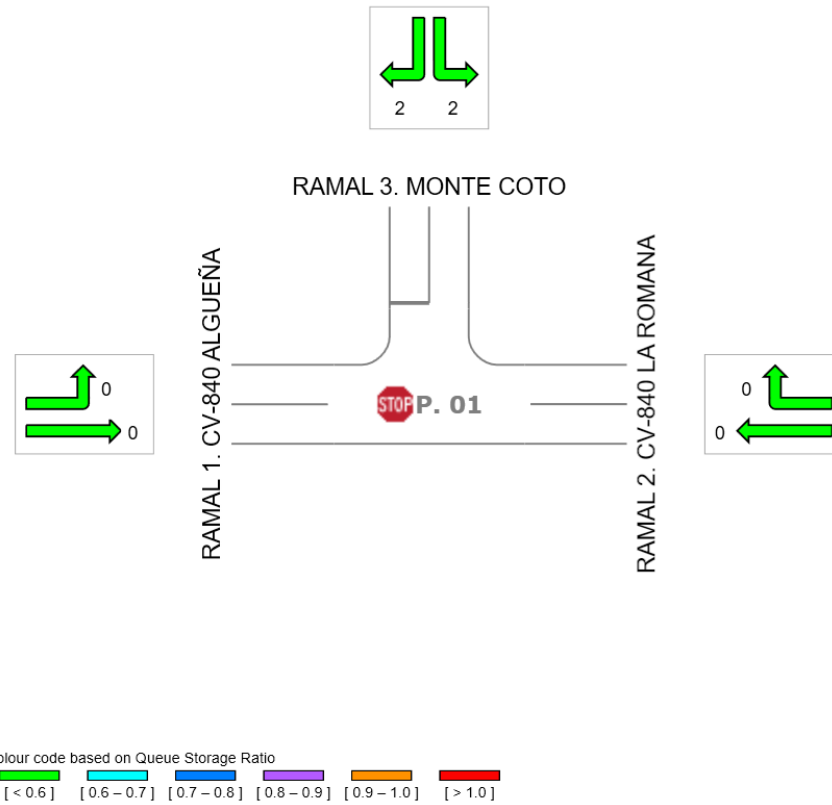 2 2
RAMAL 3. MONTE COTO
RAMAL 1. CV-840 ALGUEÑA
0
0
STOP P. 01
RAMAL 2. CV-840 LA ROMANA
0
0
olour code based on Queue Storage Ratio
[ < 0.6 ] [ 0.6 – 0.7 ] [ 0.7 – 0.8 ] [ 0.8 – 0.9 ] [ 0.9 – 1.0 ] [ > 1.0 ]